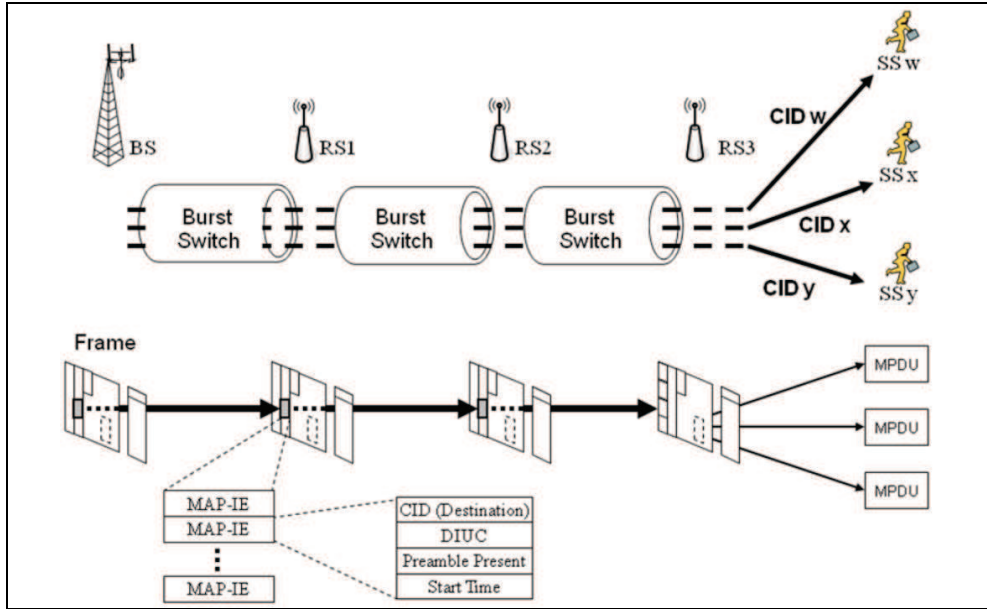 SS w
CID w
BS
RS1
RS2
RS3
SS x
Burst
Switch
Burst
Switch
Burst
Switch
CID x
CID y
SS y
Frame
MPDU
MPDU
MPDU
MAP-IE
MAP-IE
MAP-IE
CID (Destination)
DIUC
Preamble Present
Start Time